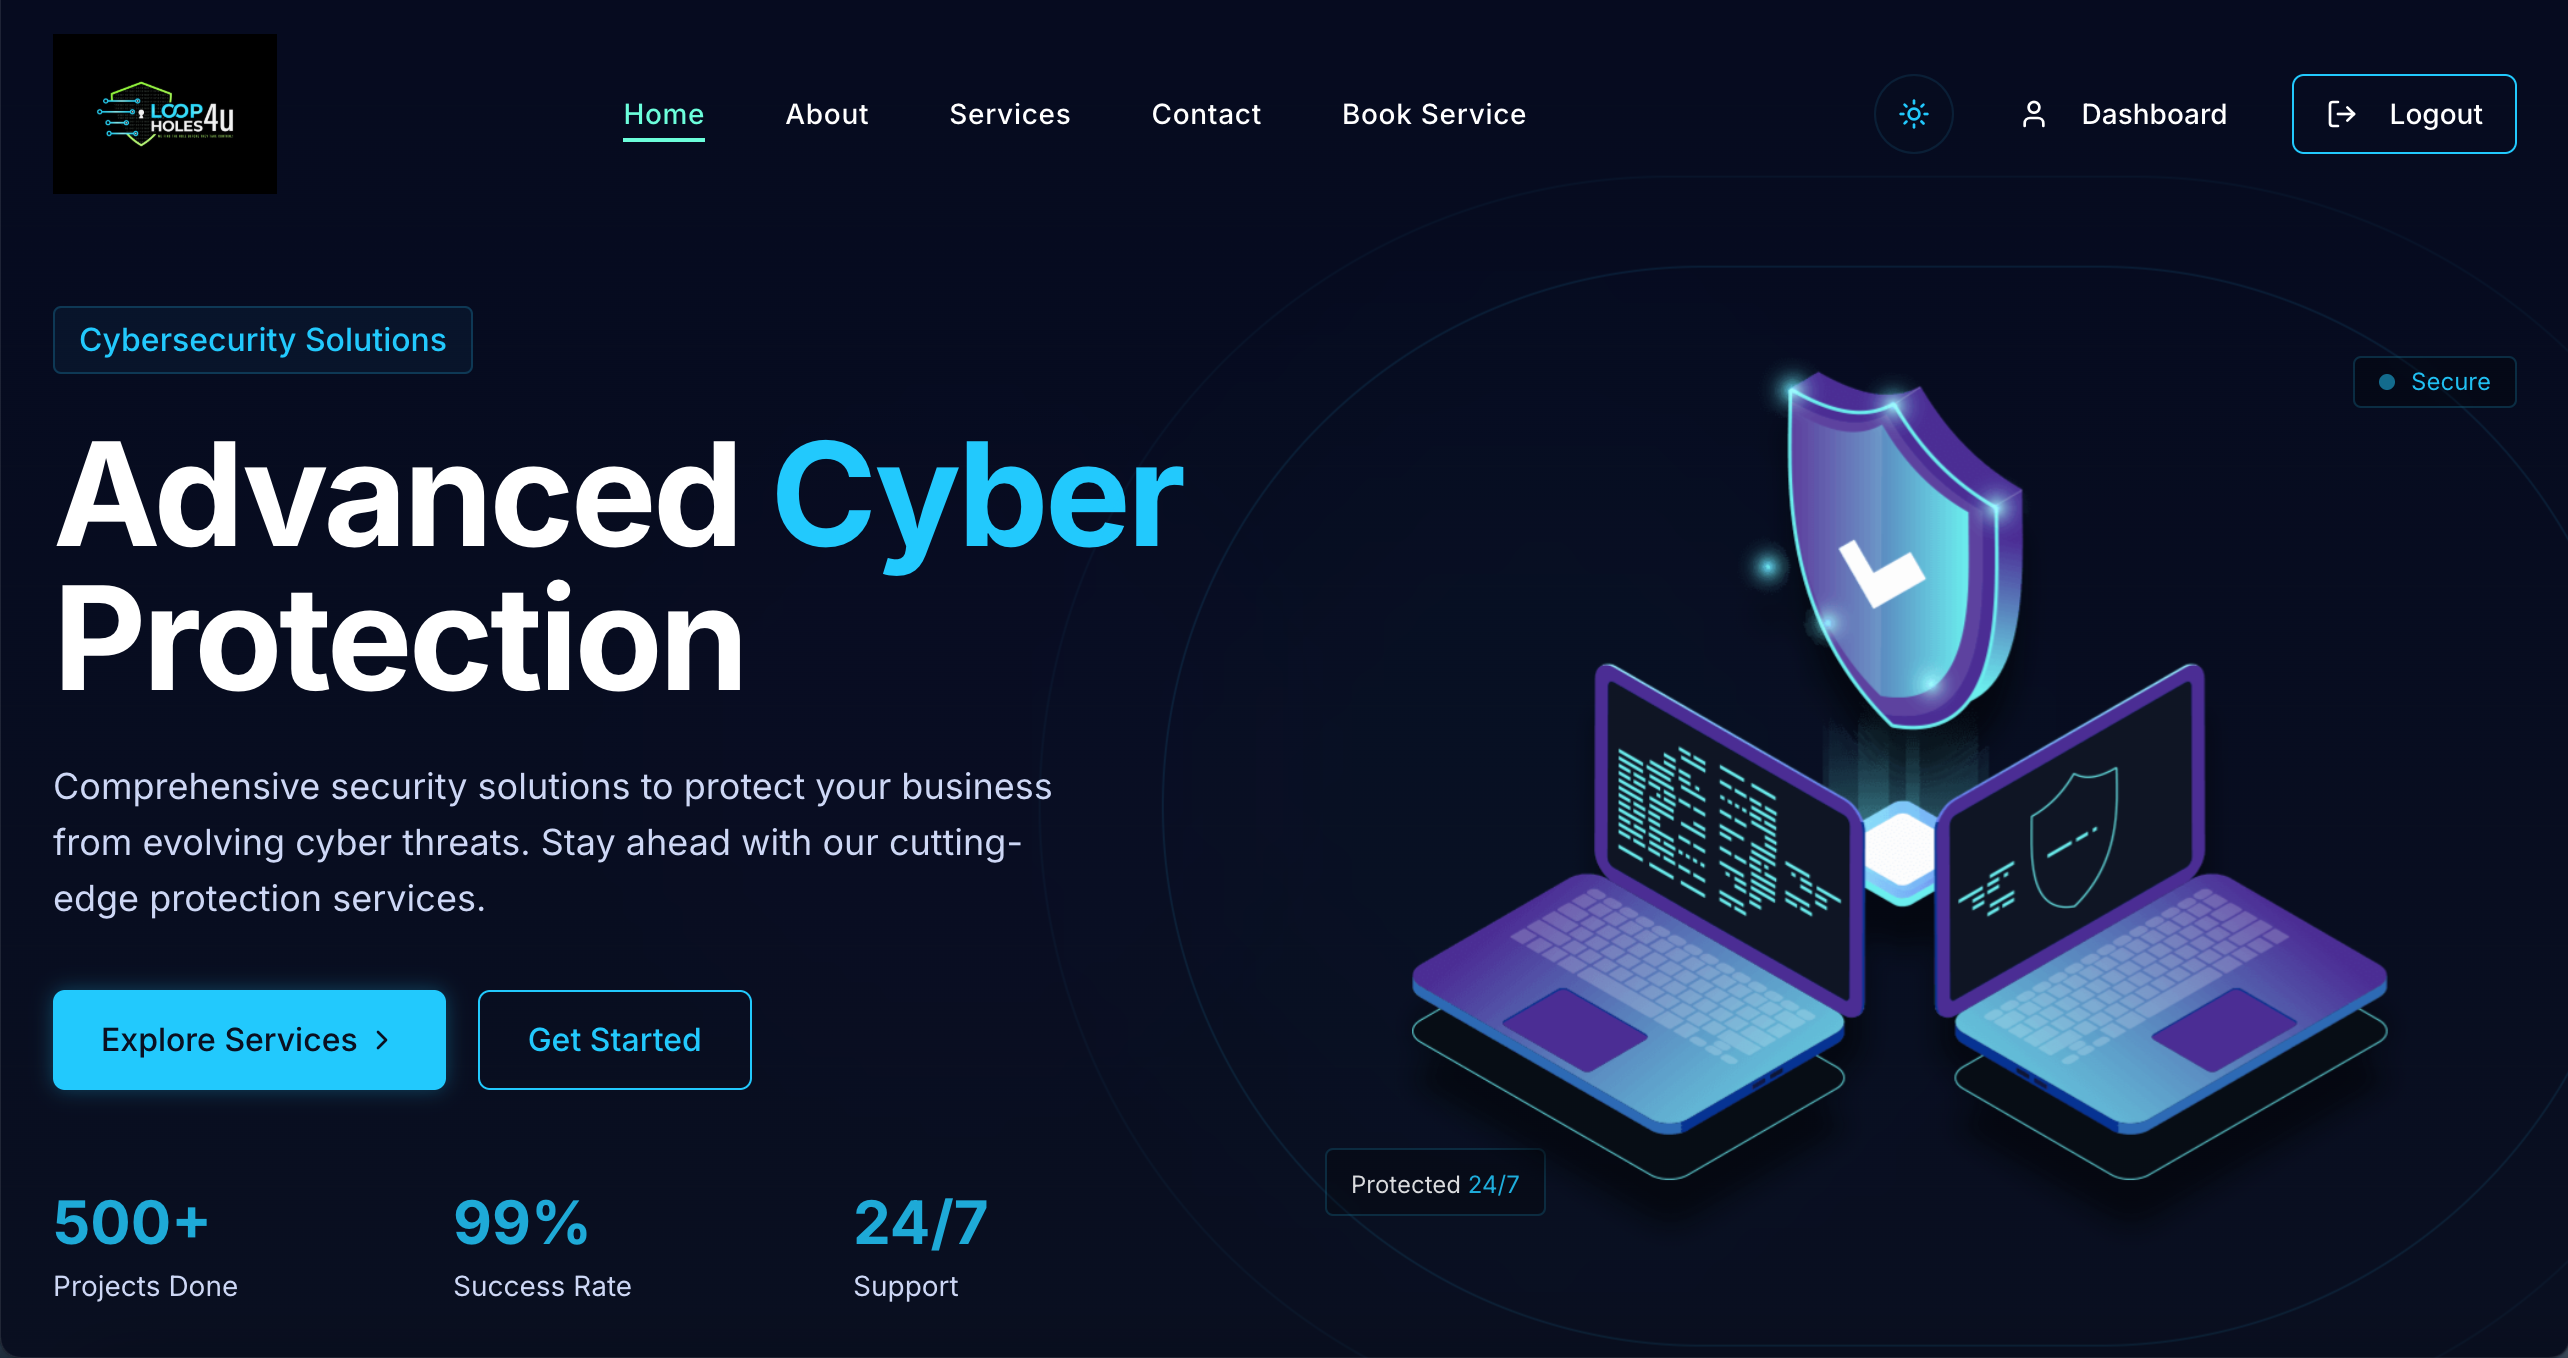 LOOP
HOLES4u
Home
About
Services
Contact
Book Service
Dashboard
Logout
Cybersecurity Solutions
Secure
Advanced Cyber
Protection
Comprehensive security solutions to protect your business
from evolving cyber threats. Stay ahead with our cutting-
edge protection services.
Explore Services
Get Started
Protected 24/7
500+
99%
24/7
Projects Done
Success Rate
Support